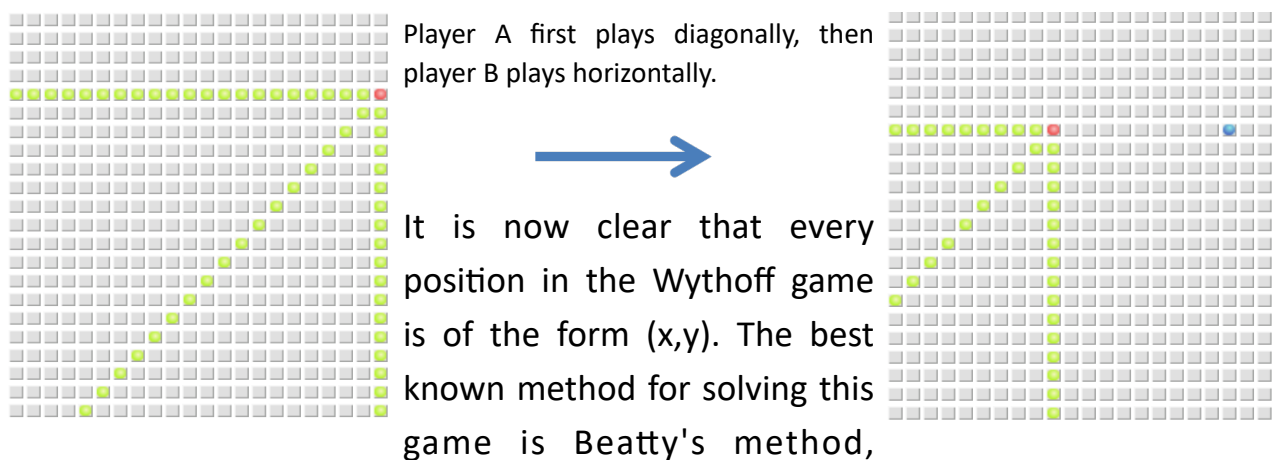 Player A first plays diagonally, then
player B plays horizontally.
It is now clear that every
position in the Wythoff game
is of the form (x,y). The best
known method for solving this
game is Beatty's method,